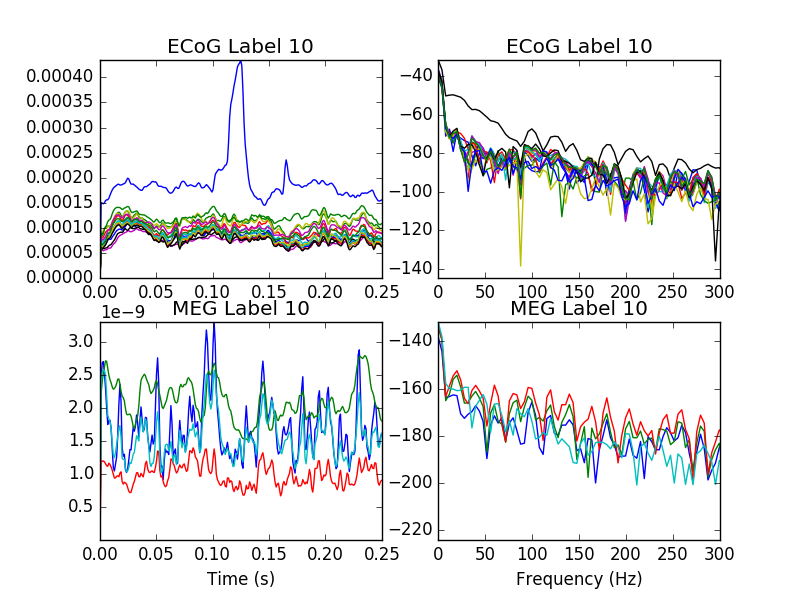 ECoG Label 10
ECoG Label 10
0.00040
0.00035
0.00030
0.00025
0.00020
0.00015
0.00010
0.00005
0.00000
0.00 0.05 0.10 0.15 0.20 0.25
−40
−60
−80
−100
−120
−140
0 50 100 150 200 250 300
MEG Label 10
MEG Label 10
1e−9
3.0
2.5
2.0
1.5
1.0
0.5
0.00 0.05 0.10 0.15 0.20 0.25
Time (s)
−140
−160
−180
−200
−220
0 50 100 150 200 250 300
Frequency (Hz)